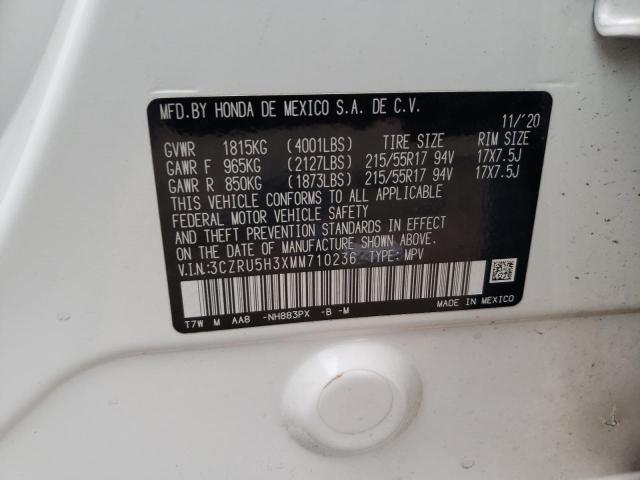 MFD.BY HONDA DE MEXICO S.A. DE C.V.
11/'20
GVWR 1815KG (4001LBS) TIRE SIZE RIM SIZE
GAWR F 965KG (2127LBS) 215/55R17 94V 17X7.5J
GAWR R 850KG (1873LBS) 215/55R17 94V 17X7.5J
THIS VEHICLE CONFORMS TO ALL APPLICABLE
FEDERAL MOTOR VEHICLE SAFETY
AND THEFT PREVENTION STANDARDS IN EFFECT
ON THE DATE OF MANUFACTURE SHOWN ABOVE.
V.I.N.:3CZRU5H3XMM710236 TYPE: MPV
T7W M AA8 -NH883PX -B -M MADE IN MEXICO